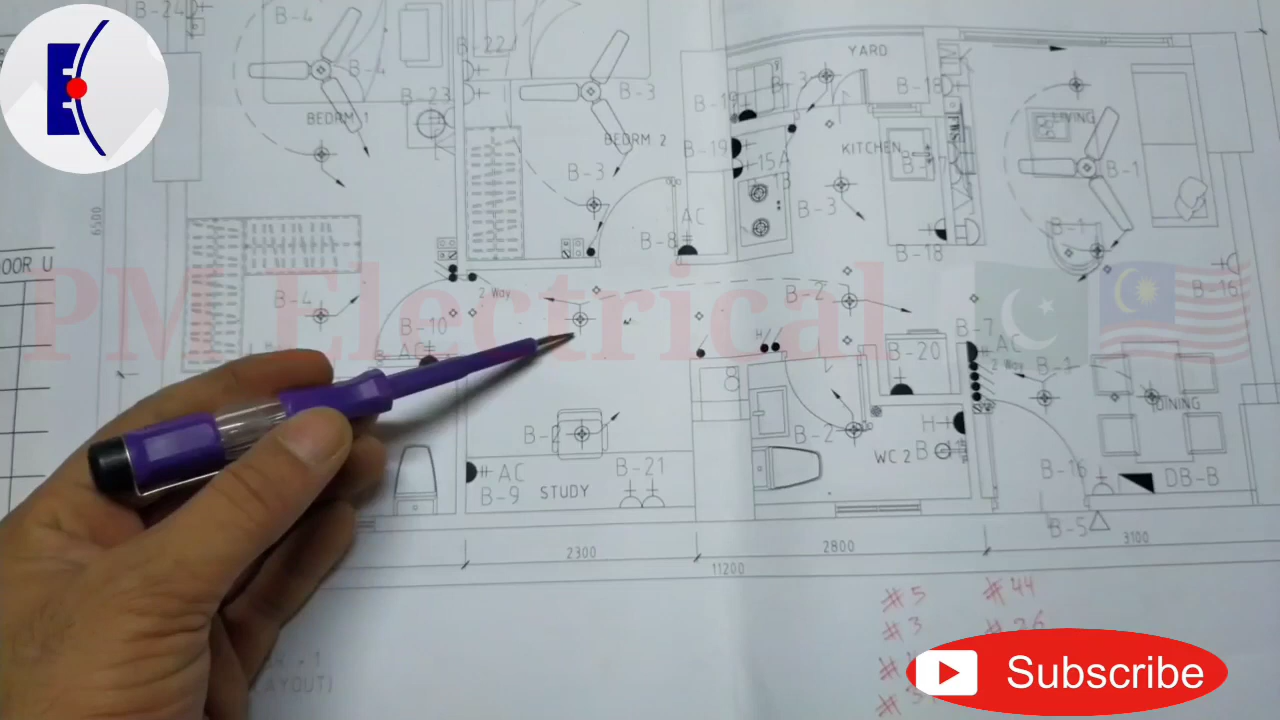 B-24
B-4
B-4
BEDRM 1
B-23
B-22
B-3
BEDRM 2
B-3
AC
B-8
YARD
B-3
B-19
B-19
15A
B-3
KITCHEN
B-18
B-17
B-18
LIVING
B-1
B-1
B-16
6500
OOR U
PM Electrical
B-4
B-10
AC
2 Way
B-2
B-20
B-7
AC
2 Way
B-1
DINING
B-2
AC
B-9
STUDY
B-21
8
H
B-2
WC 2
H
B
B-16
DB-B
B-5
2300
2800
3100
11200
#5
#44
#3
#36
LAYOUT)
Subscribe